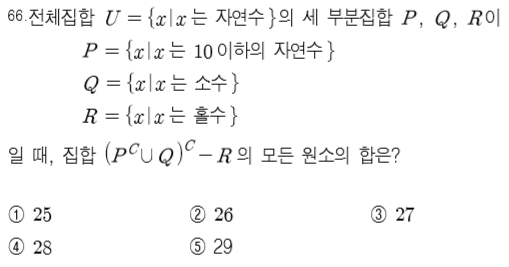 66.전체집합 U = {x|x는 자연수}의 세 부분집합 P, Q, R이
P = {x|x는 10이하의 자연수}
Q = {x|x는 소수}
R = {x|x는 홀수}
일 때, 집합 (P^C ∪ Q)^C − R의 모든 원소의 합은?
① 25 ② 26 ③ 27
④ 28 ⑤ 29